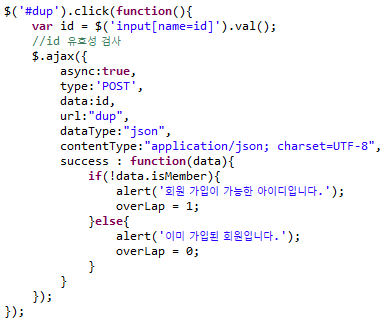 $('#dup').click(function(){
    var id = $('input[name=id]').val();
    //id 유효성 검사
    $.ajax({
        async:true,
        type:'POST',
        data:id,
        url:"dup",
        dataType:"json",
        contentType:"application/json; charset=UTF-8",
        success : function(data){
            if(!data.isMember){
                alert('회원 가입이 가능한 아이디입니다.');
                overLap = 1;
            }else{
                alert('이미 가입된 회원입니다.');
                overLap = 0;
            }
        }
    });
});